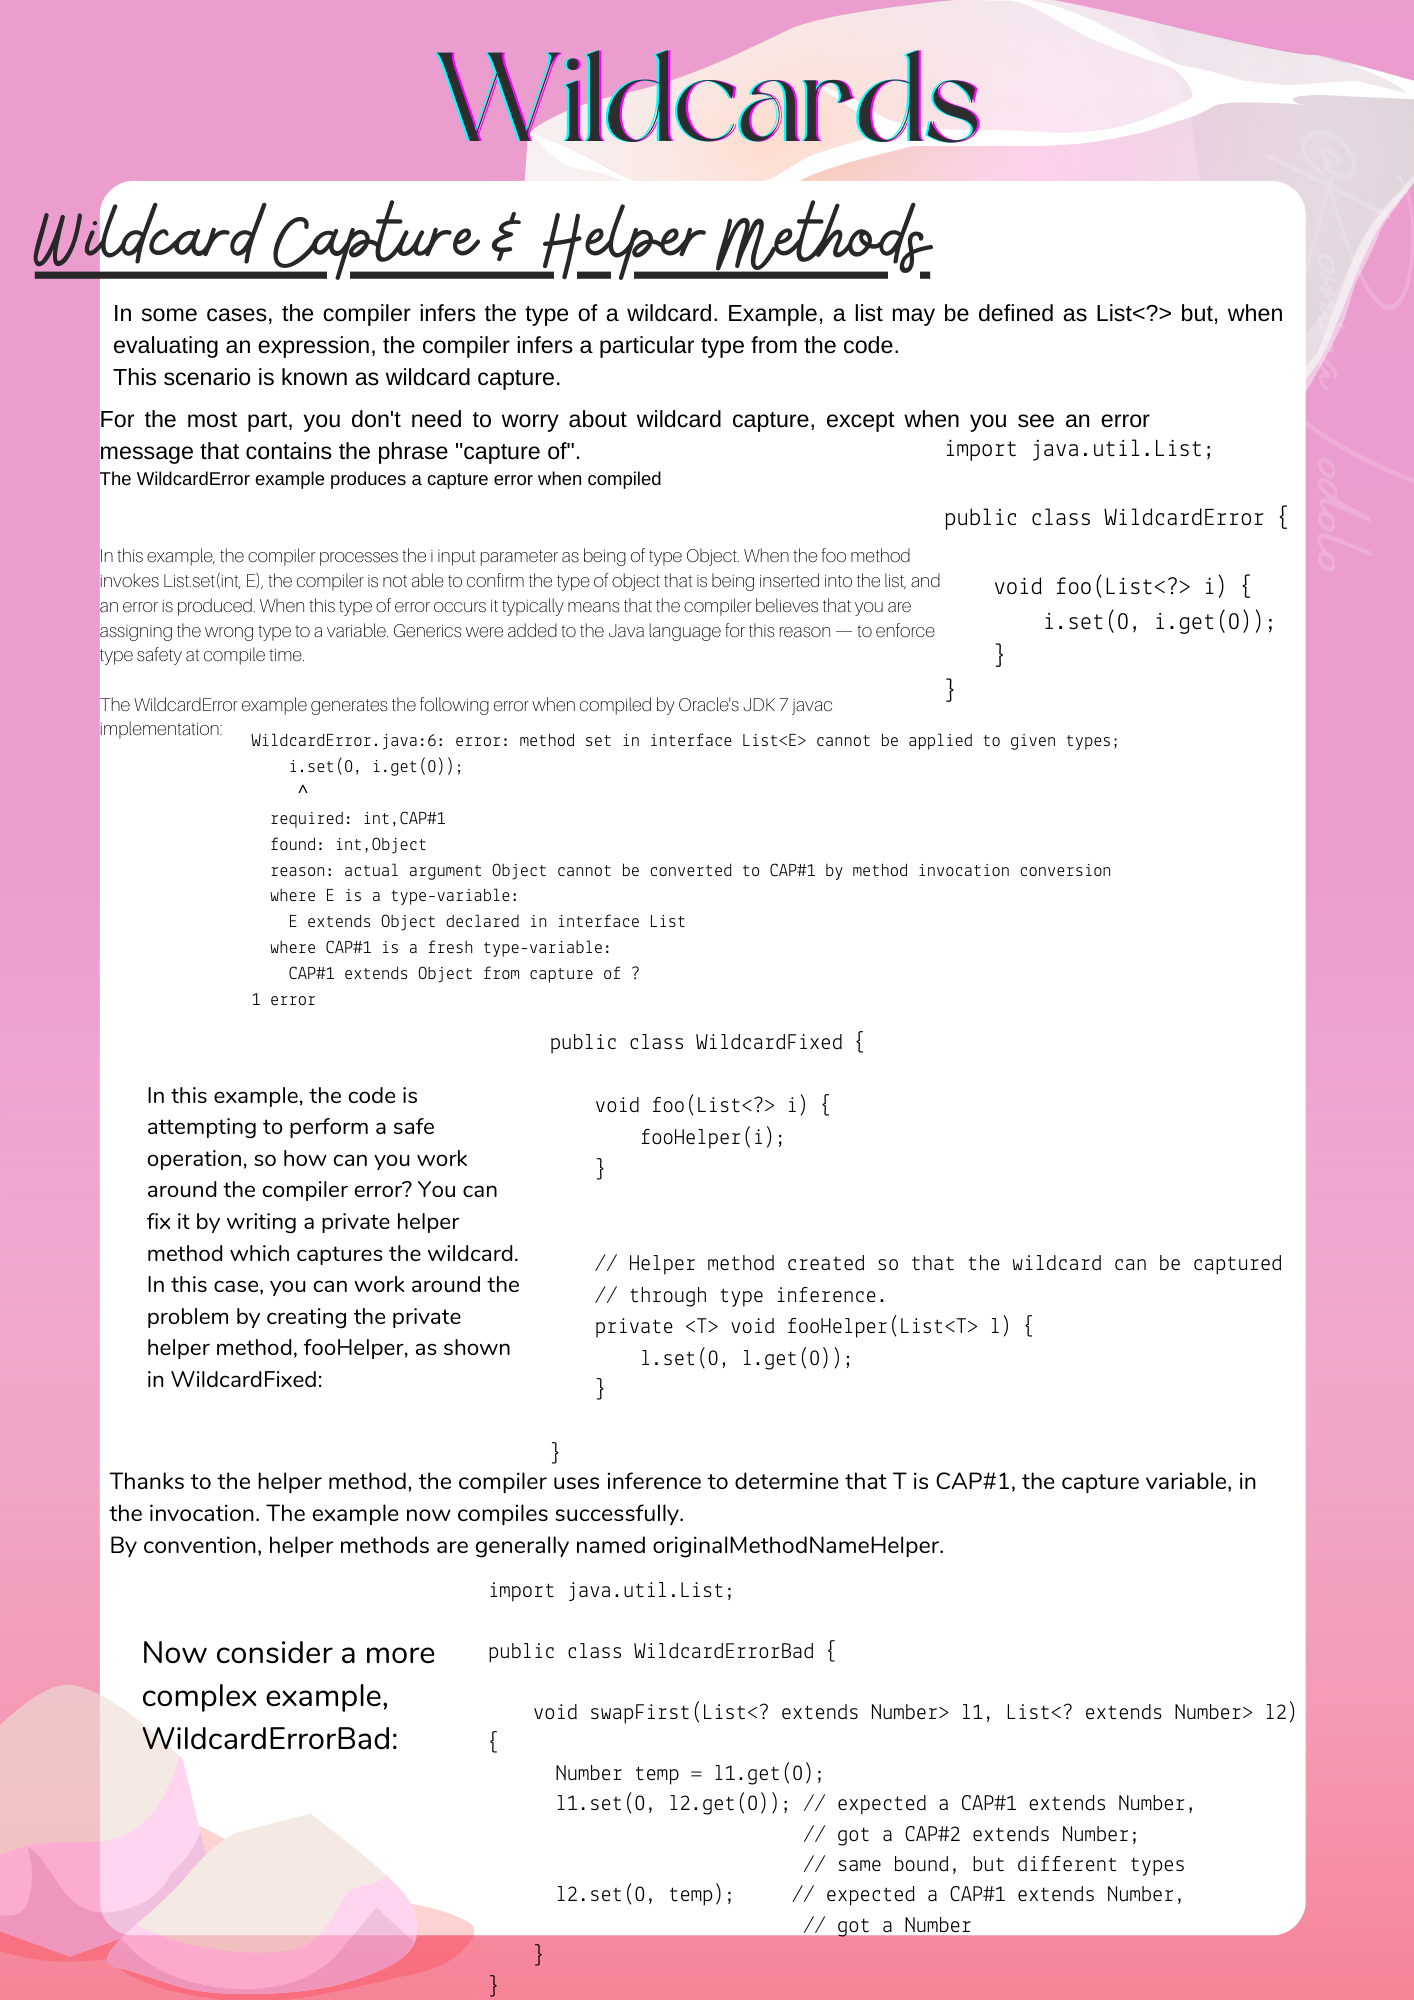 Wildcards
Wildcard Capture & Helper Methods
In some cases, the compiler infers the type of a wildcard. Example, a list may be defined as List<?> but, when
evaluating an expression, the compiler infers a particular type from the code.
This scenario is known as wildcard capture.
For the most part, you don't need to worry about wildcard capture, except when you see an error
message that contains the phrase "capture of".
The WildcardError example produces a capture error when compiled
import java.util.List;
public class WildcardError {
void foo(List<?> i) {
i.set(0, i.get(0));
}
}
In this example, the compiler processes the i input parameter as being of type Object. When the foo method
invokes List.set(int, E), the compiler is not able to confirm the type of object that is being inserted into the list, and
an error is produced. When this type of error occurs it typically means that the compiler believes that you are
assigning the wrong type to a variable. Generics were added to the Java language for this reason — to enforce
type safety at compile time.
The WildcardError example generates the following error when compiled by Oracle's JDK 7 javac
implementation:
WildcardError.java:6: error: method set in interface List<E> cannot be applied to given types;
i.set(0, i.get(0));
^
required: int,CAP#1
found: int,Object
reason: actual argument Object cannot be converted to CAP#1 by method invocation conversion
where E is a type-variable:
E extends Object declared in interface List
where CAP#1 is a fresh type-variable:
CAP#1 extends Object from capture of ?
1 error
In this example, the code is
attempting to perform a safe
operation, so how can you work
around the compiler error? You can
fix it by writing a private helper
method which captures the wildcard.
In this case, you can work around the
problem by creating the private
helper method, fooHelper, as shown
in WildcardFixed:
public class WildcardFixed {
void foo(List<?> i) {
fooHelper(i);
}
// Helper method created so that the wildcard can be captured
// through type inference.
private <T> void fooHelper(List<T> l) {
l.set(0, l.get(0));
}
}
Thanks to the helper method, the compiler uses inference to determine that T is CAP#1, the capture variable, in
the invocation. The example now compiles successfully.
By convention, helper methods are generally named originalMethodNameHelper.
Now consider a more
complex example,
WildcardErrorBad:
import java.util.List;
public class WildcardErrorBad {
void swapFirst(List<? extends Number> l1, List<? extends Number> l2)
{
Number temp = l1.get(0);
l1.set(0, l2.get(0)); // expected a CAP#1 extends Number,
// got a CAP#2 extends Number;
// same bound, but different types
l2.set(0, temp); // expected a CAP#1 extends Number,
// got a Number
}
}